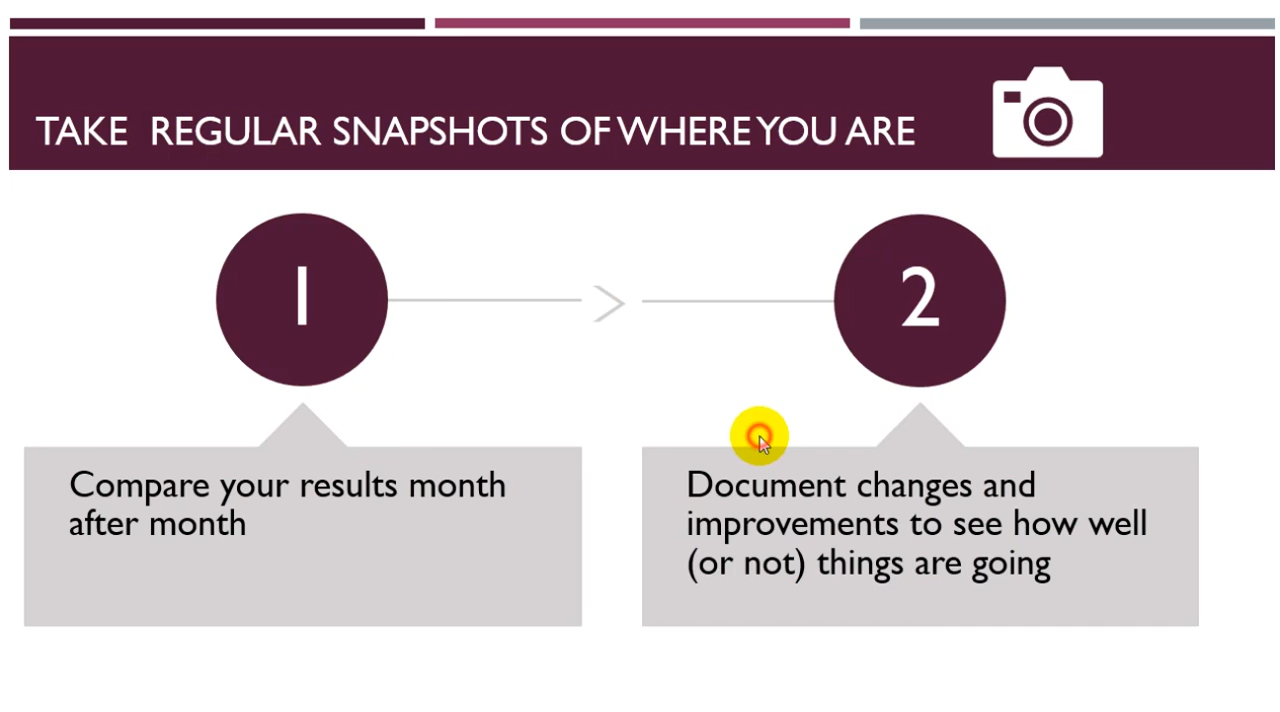 TAKE REGULAR SNAPSHOTS OF WHERE YOU ARE
1
2
Compare your results month
after month
Document changes and
improvements to see how well
(or not) things are going